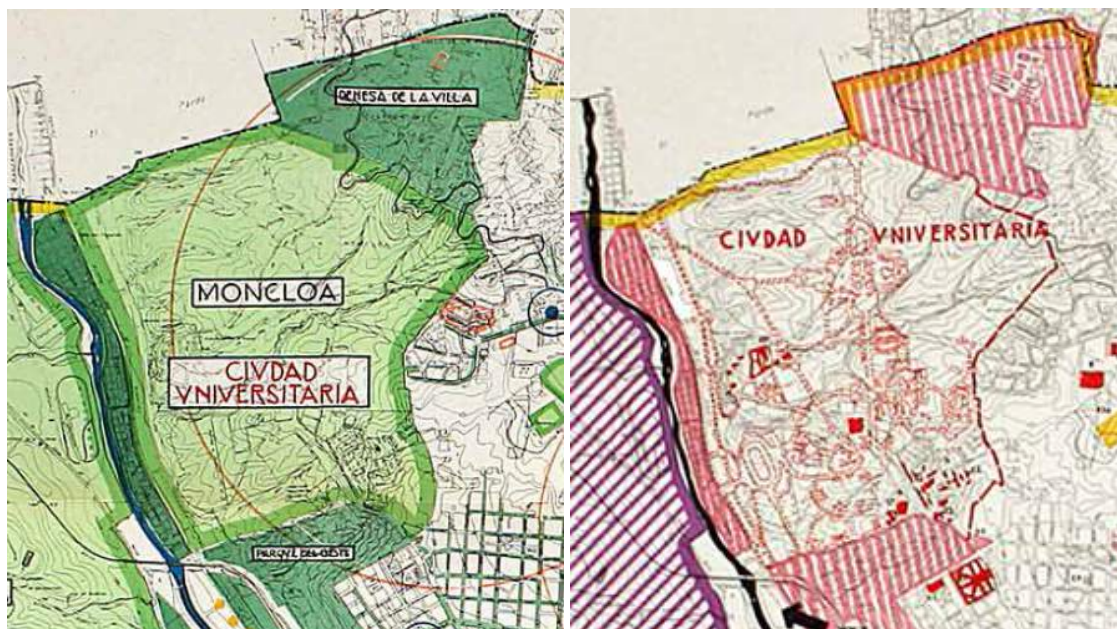 DEHESA DE LA VILLA
MONCLOA
CIVDAD
VNIVERSITARIA
PARQVE DEL OESTE
CIVDAD VNIVERSITARIA